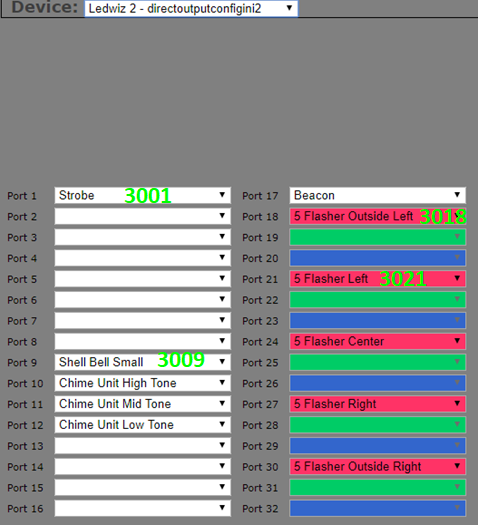 Device: Ledwiz 2 - directoutputconfigini2
Port 1 Strobe 3001 Port 17 Beacon
Port 2 Port 18 5 Flasher Outside Left 3018
Port 3 Port 19
Port 4 Port 20
Port 5 Port 21 5 Flasher Left 3021
Port 6 Port 22
Port 7 Port 23
Port 8 Port 24 5 Flasher Center
Port 9 Shell Bell Small 3009 Port 25
Port 10 Chime Unit High Tone Port 26
Port 11 Chime Unit Mid Tone Port 27 5 Flasher Right
Port 12 Chime Unit Low Tone Port 28
Port 13 Port 29
Port 14 Port 30 5 Flasher Outside Right
Port 15 Port 31
Port 16 Port 32